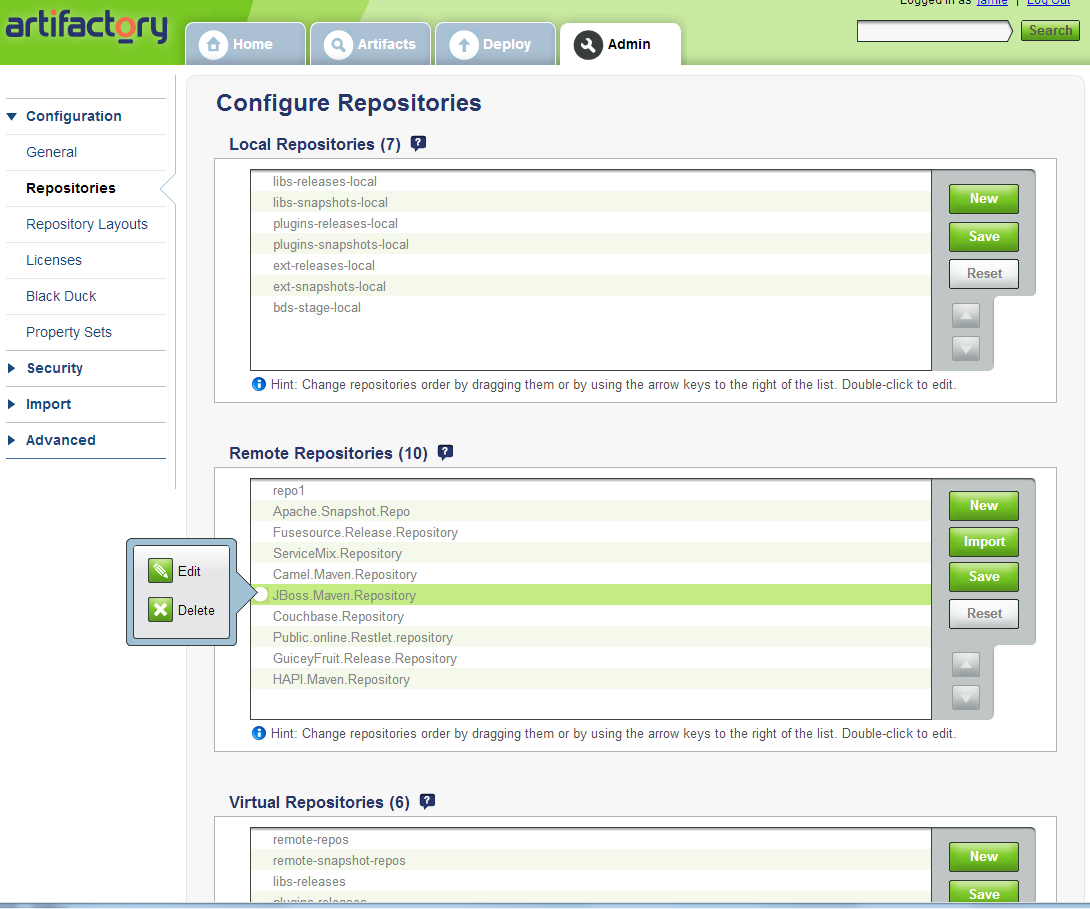 Logged in as jamie | Log Out
artifactory
Home
Artifacts
Deploy
Admin
Search
Configuration
General
Repositories
Repository Layouts
Licenses
Black Duck
Property Sets
Security
Import
Advanced
Configure Repositories
Local Repositories (7) ?
libs-releases-local
libs-snapshots-local
plugins-releases-local
plugins-snapshots-local
ext-releases-local
ext-snapshots-local
bds-stage-local
New
Save
Reset
Hint: Change repositories order by dragging them or by using the arrow keys to the right of the list. Double-click to edit.
Remote Repositories (10) ?
repo1
Apache.Snapshot.Repo
Fusesource.Release.Repository
ServiceMix.Repository
Camel.Maven.Repository
JBoss.Maven.Repository
Couchbase.Repository
Public.online.Restlet.repository
GuiceyFruit.Release.Repository
HAPI.Maven.Repository
Edit
Delete
New
Import
Save
Reset
Hint: Change repositories order by dragging them or by using the arrow keys to the right of the list. Double-click to edit.
Virtual Repositories (6) ?
remote-repos
remote-snapshot-repos
libs-releases
plugins-releases
New
Save